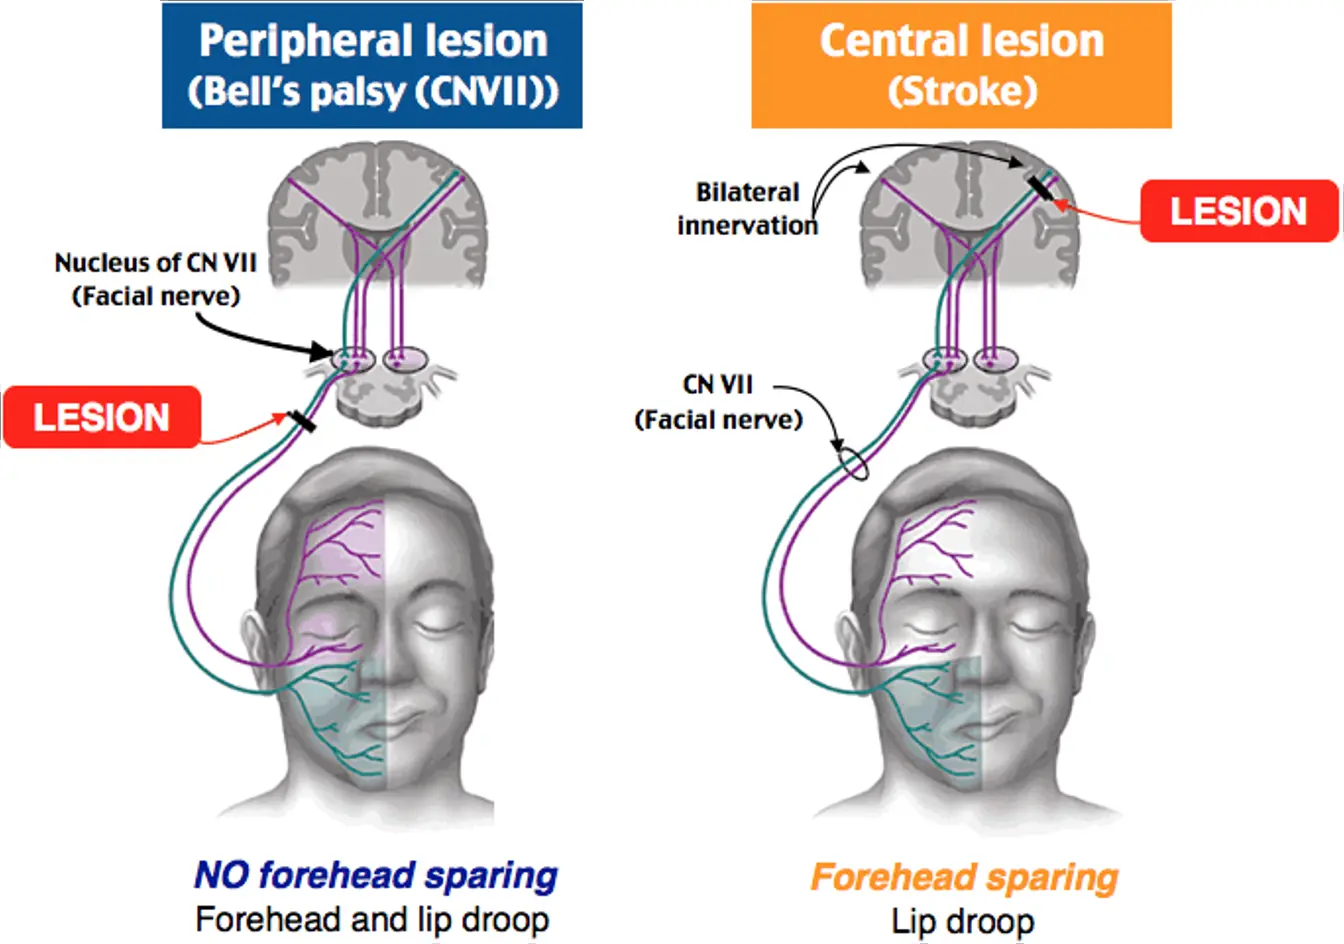 Peripheral lesion
(Bell's palsy (CNVII))
Nucleus of CN VII
(Facial nerve)
LESION
NO forehead sparing
Forehead and lip droop
Central lesion
(Stroke)
Bilateral
innervation
LESION
CN VII
(Facial nerve)
Forehead sparing
Lip droop